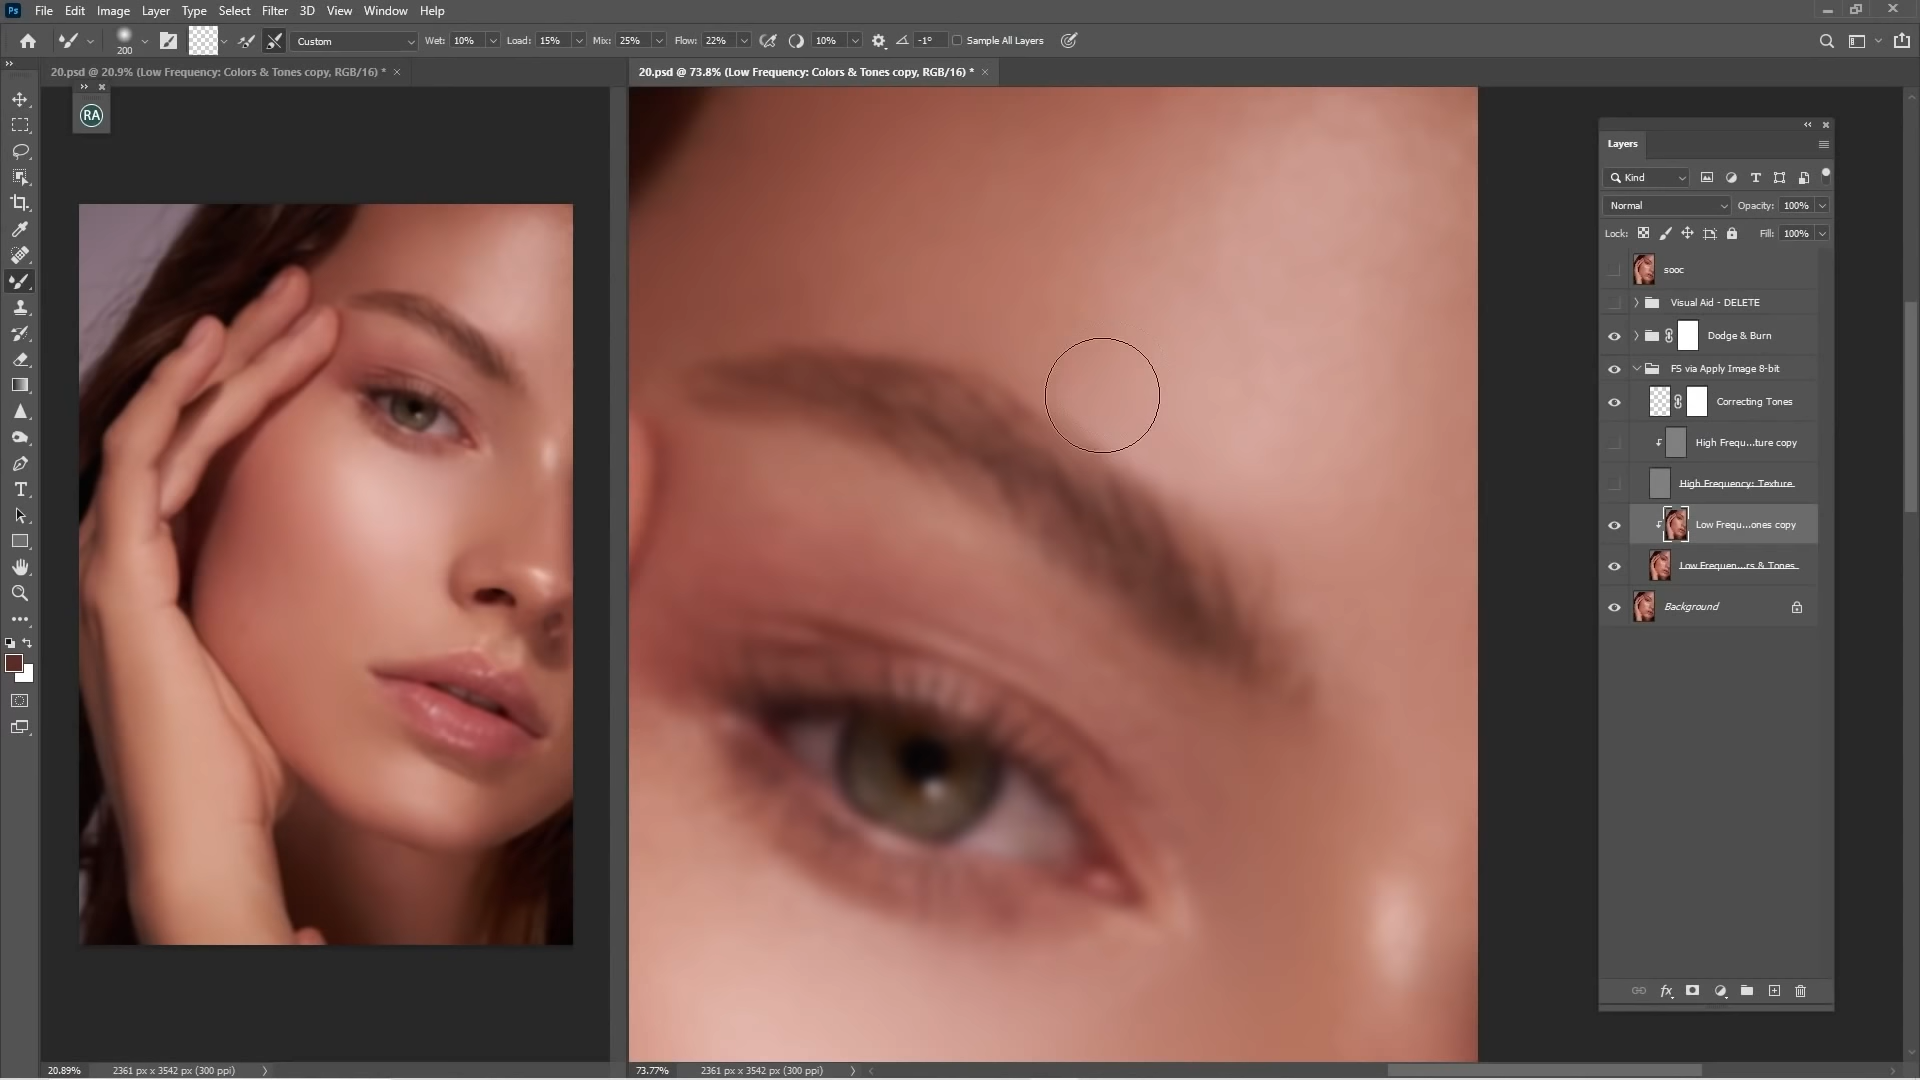 Ps File Edit Image Layer Type Select Filter 3D View Window Help
200 Custom Wet: 10% Load: 15% Mix: 25% Flow: 22% 10% -1° Sample All Layers
20.psd @ 20.9% (Low Frequency: Colors & Tones copy, RGB/16) * ×
20.psd @ 73.8% (Low Frequency: Colors & Tones copy, RGB/16) * ×
RA
Layers
Kind
Normal Opacity: 100%
Lock: Fill: 100%
sooc
Visual Aid - DELETE
Dodge & Burn
FS via Apply Image 8-bit
Correcting Tones
High Frequ...ture copy
High Frequency: Texture
Low Frequ...ones copy
Low Frequen...rs & Tones
Background
20.89% 2361 px x 3542 px (300 ppi)
73.77% 2361 px x 3542 px (300 ppi)